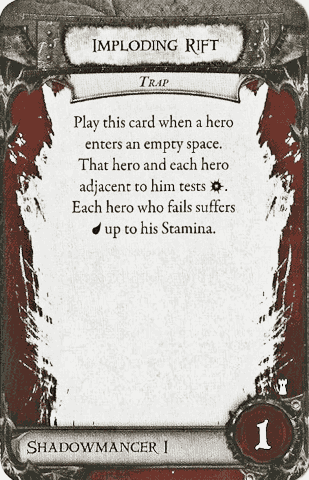 Imploding Rift
Trap
Play this card when a hero
enters an empty space.
That hero and each hero
adjacent to him tests .
Each hero who fails suffers
up to his Stamina.
Shadowmancer I
1